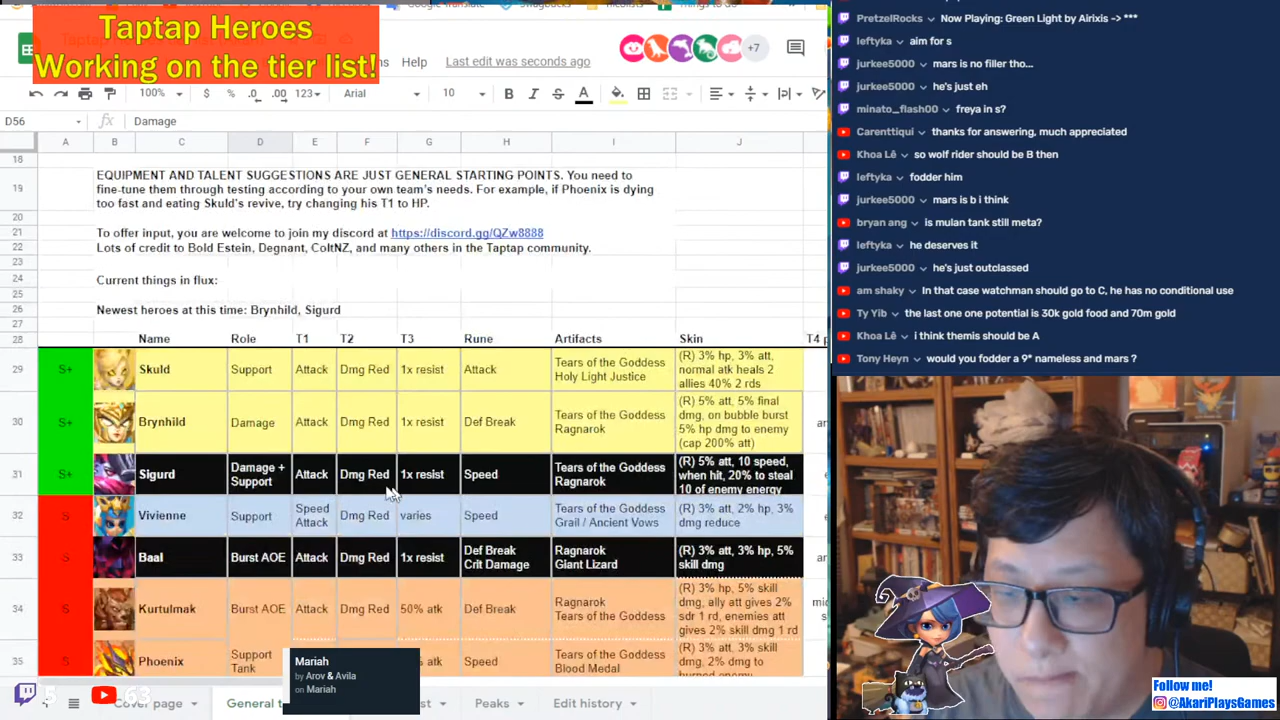 Taptap Heroes
Working on the tier list!
Help
Last edit was seconds ago
+7
100%
$
%
.0
.00
123
Arial
10
B
I
S
A
D56
fx
Damage
A
B
C
D
E
F
G
H
I
J
18
19
EQUIPMENT AND TALENT SUGGESTIONS ARE JUST GENERAL STARTING POINTS. You need to
fine-tune them through testing according to your own team's needs. For example, if Phoenix is dying
too fast and eating Skuld's revive, try changing his T1 to HP.
20
21
To offer input, you are welcome to join my discord at https://discord.gg/QZw8888
22
Lots of credit to Bold Estein, Degnant, ColtNZ, and many others in the Taptap community.
23
24
Current things in flux:
25
26
Newest heroes at this time: Brynhild, Sigurd
27
28 Name Role T1 T2 T3 Rune Artifacts Skin T4 p
29 S+ Skuld Support Attack Dmg Red 1x resist Attack
Tears of the Goddess
Holy Light Justice
(R) 3% hp, 3% att,
normal atk heals 2
allies 40% 2 rds
30 S+ Brynhild Damage Attack Dmg Red 1x resist Def Break
Tears of the Goddess
Ragnarok
(R) 5% att, 5% final
dmg, on bubble burst
5% hp dmg to enemy
(cap 200% att)
31 S+ Sigurd
Damage +
Support
Attack Dmg Red 1x resist Speed
Tears of the Goddess
Ragnarok
(R) 5% att, 10 speed,
when hit, 20% to steal
10 of enemy energy
32 S Vivienne Support
Speed
Attack
Dmg Red varies Speed
Tears of the Goddess
Grail / Ancient Vows
(R) 3% att, 2% hp, 3%
dmg reduce
33 S Baal Burst AOE Attack Dmg Red 1x resist
Def Break
Crit Damage
Ragnarok
Giant Lizard
(R) 3% att, 3% hp, 5%
skill dmg
34 S Kurtulmak Burst AOE Attack Dmg Red 50% atk Def Break
Ragnarok
Tears of the Goddess
(R) 3% hp, 5% skill
dmg, ally att gives 2%
sdr 1 rd, enemies att
gives 2% skill dmg 1 rd
35 S Phoenix
Support
Tank
% atk Speed
Tears of the Goddess
Blood Medal
(R) 3% att, 3% skill
dmg, 2% dmg to
Mariah
by Arov & Avila
on Mariah
63
Cover page
General t
st
Peaks
Edit history
PretzelRocks Now Playing: Green Light by Airixis -> ***
leftyka aim for s
jurkee5000 mars is no filler tho...
jurkee5000 he's just eh
minato_flash00 freya in s?
Carenttiqui thanks for answering, much appreciated
Khoa Lê so wolf rider should be B then
leftyka fodder him
jurkee5000 mars is b i think
bryan ang is mulan tank still meta?
leftyka he deserves it
jurkee5000 he's just outclassed
am shaky In that case watchman should go to C, he has no conditional use
Ty Yib the last one one potential is 30k gold food and 70m gold
Khoa Lê i think themis should be A
Tony Heyn would you fodder a 9* nameless and mars ?
Follow me!
@AkariPlaysGames